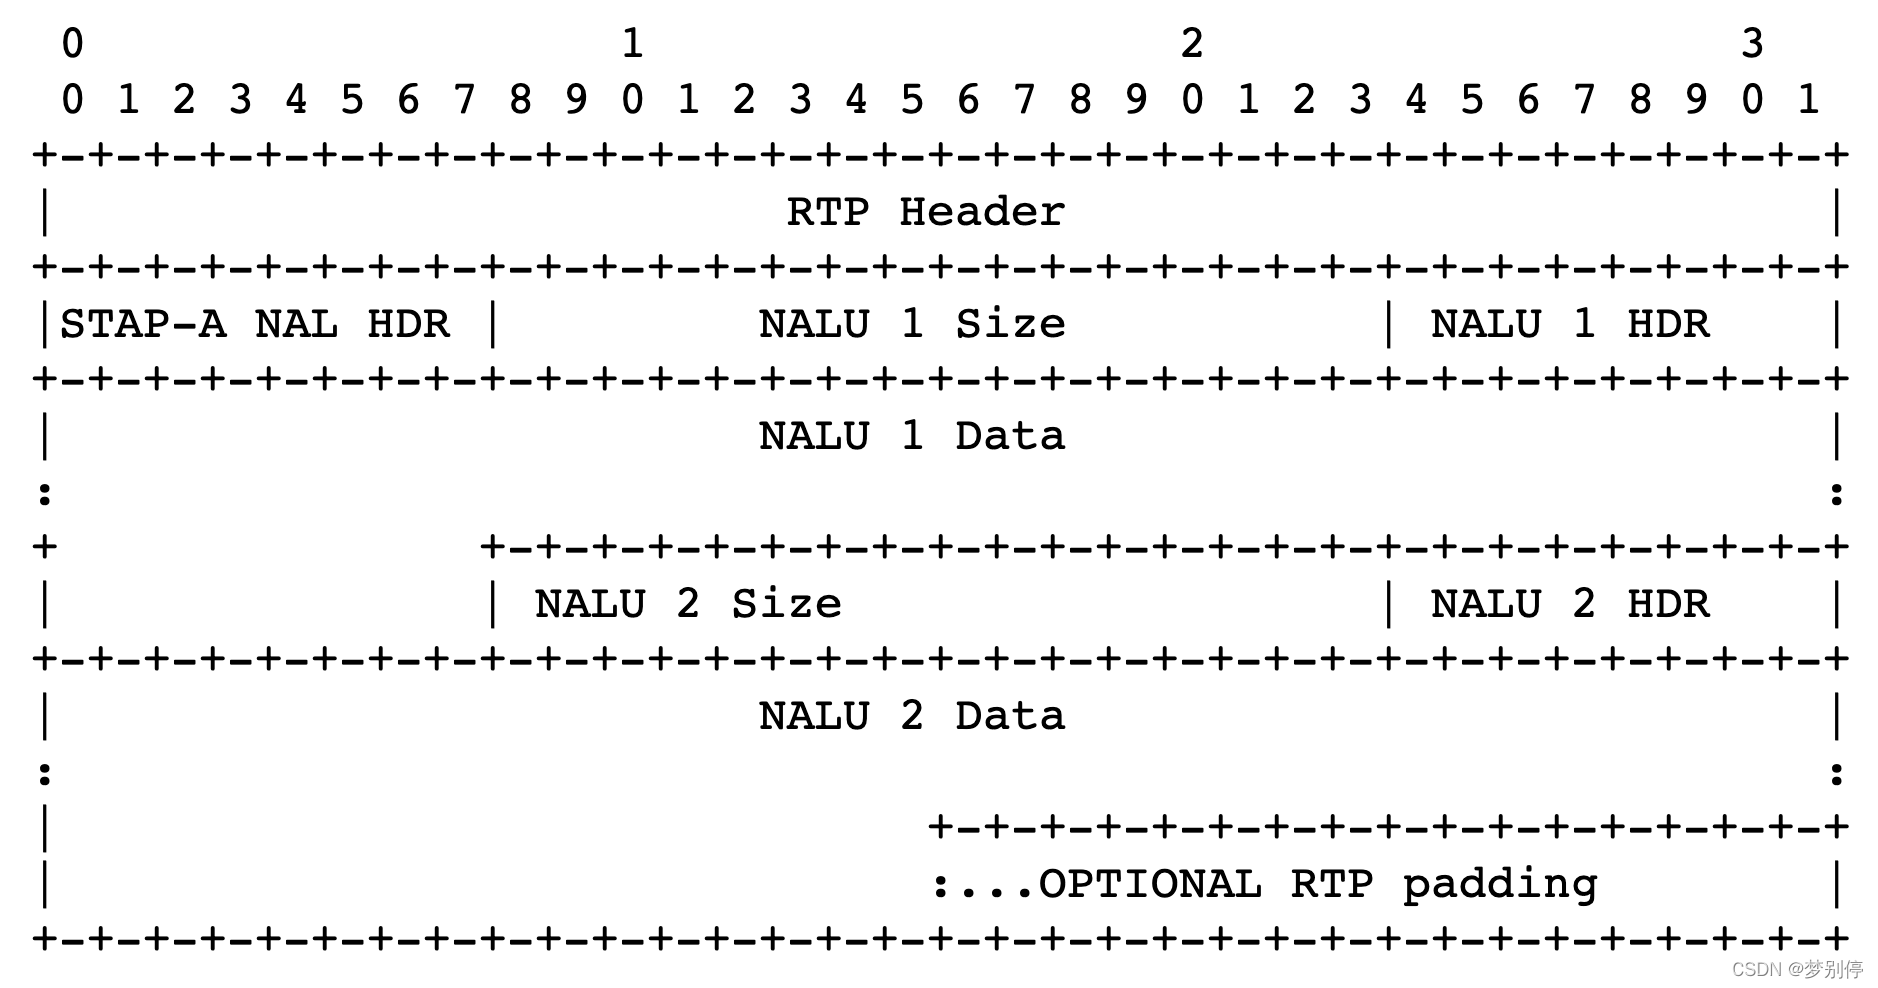 0                   1                   2                   3
 0 1 2 3 4 5 6 7 8 9 0 1 2 3 4 5 6 7 8 9 0 1 2 3 4 5 6 7 8 9 0 1
+-+-+-+-+-+-+-+-+-+-+-+-+-+-+-+-+-+-+-+-+-+-+-+-+-+-+-+-+-+-+-+-+
|                          RTP Header                           |
+-+-+-+-+-+-+-+-+-+-+-+-+-+-+-+-+-+-+-+-+-+-+-+-+-+-+-+-+-+-+-+-+
|STAP-A NAL HDR |         NALU 1 Size           | NALU 1 HDR    |
+-+-+-+-+-+-+-+-+-+-+-+-+-+-+-+-+-+-+-+-+-+-+-+-+-+-+-+-+-+-+-+-+
|                         NALU 1 Data                           |
:                                                               :
+               +-+-+-+-+-+-+-+-+-+-+-+-+-+-+-+-+-+-+-+-+-+-+-+-+
|               | NALU 2 Size                   | NALU 2 HDR    |
+-+-+-+-+-+-+-+-+-+-+-+-+-+-+-+-+-+-+-+-+-+-+-+-+-+-+-+-+-+-+-+-+
|                         NALU 2 Data                           |
:                                                               :
|                               +-+-+-+-+-+-+-+-+-+-+-+-+-+-+-+-+
|                               :...OPTIONAL RTP padding        |
+-+-+-+-+-+-+-+-+-+-+-+-+-+-+-+-+-+-+-+-+-+-+-+-+-+-+-+-+-+-+-+-+
CSDN @梦别停